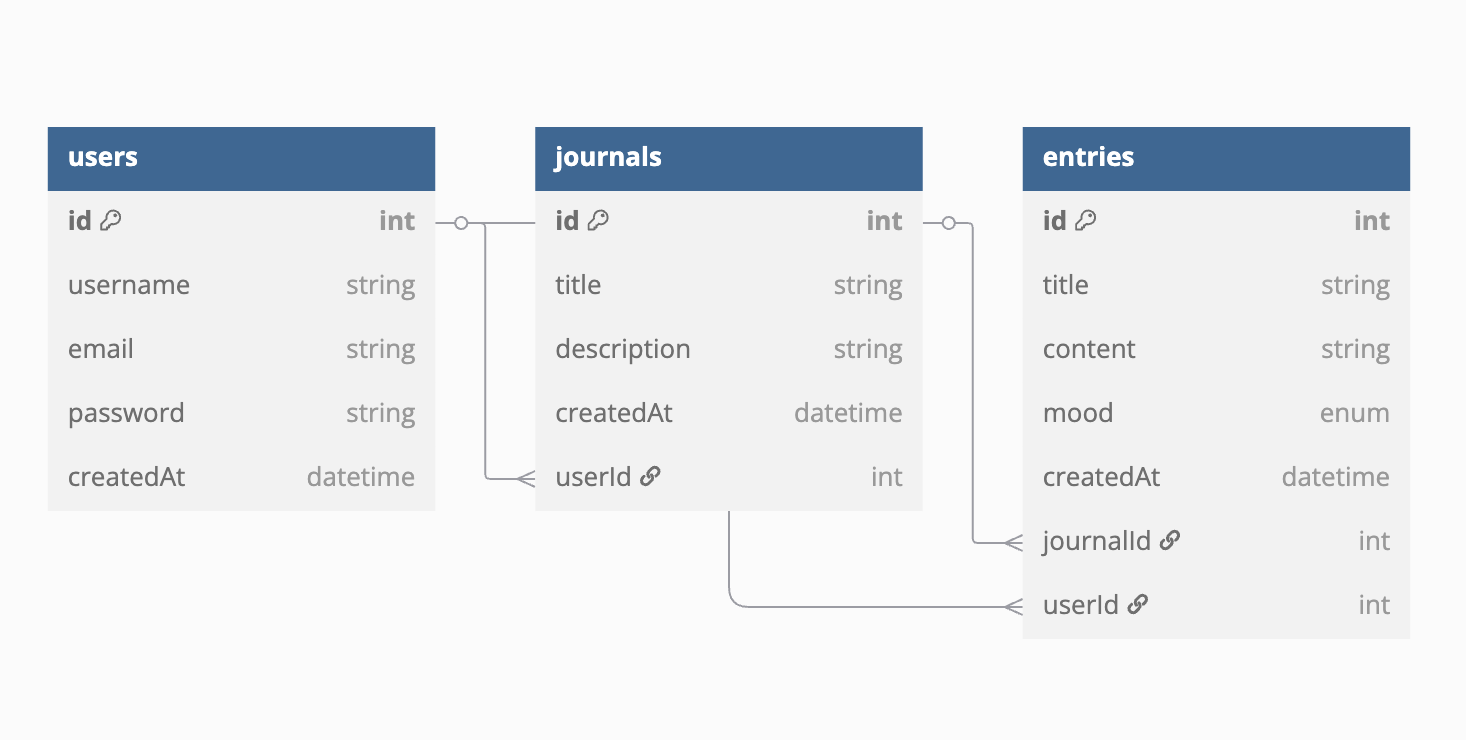 users
id int
username string
email string
password string
createdAt datetime
journals
id int
title string
description string
createdAt datetime
userId int
entries
id int
title string
content string
mood enum
createdAt datetime
journalId int
userId int